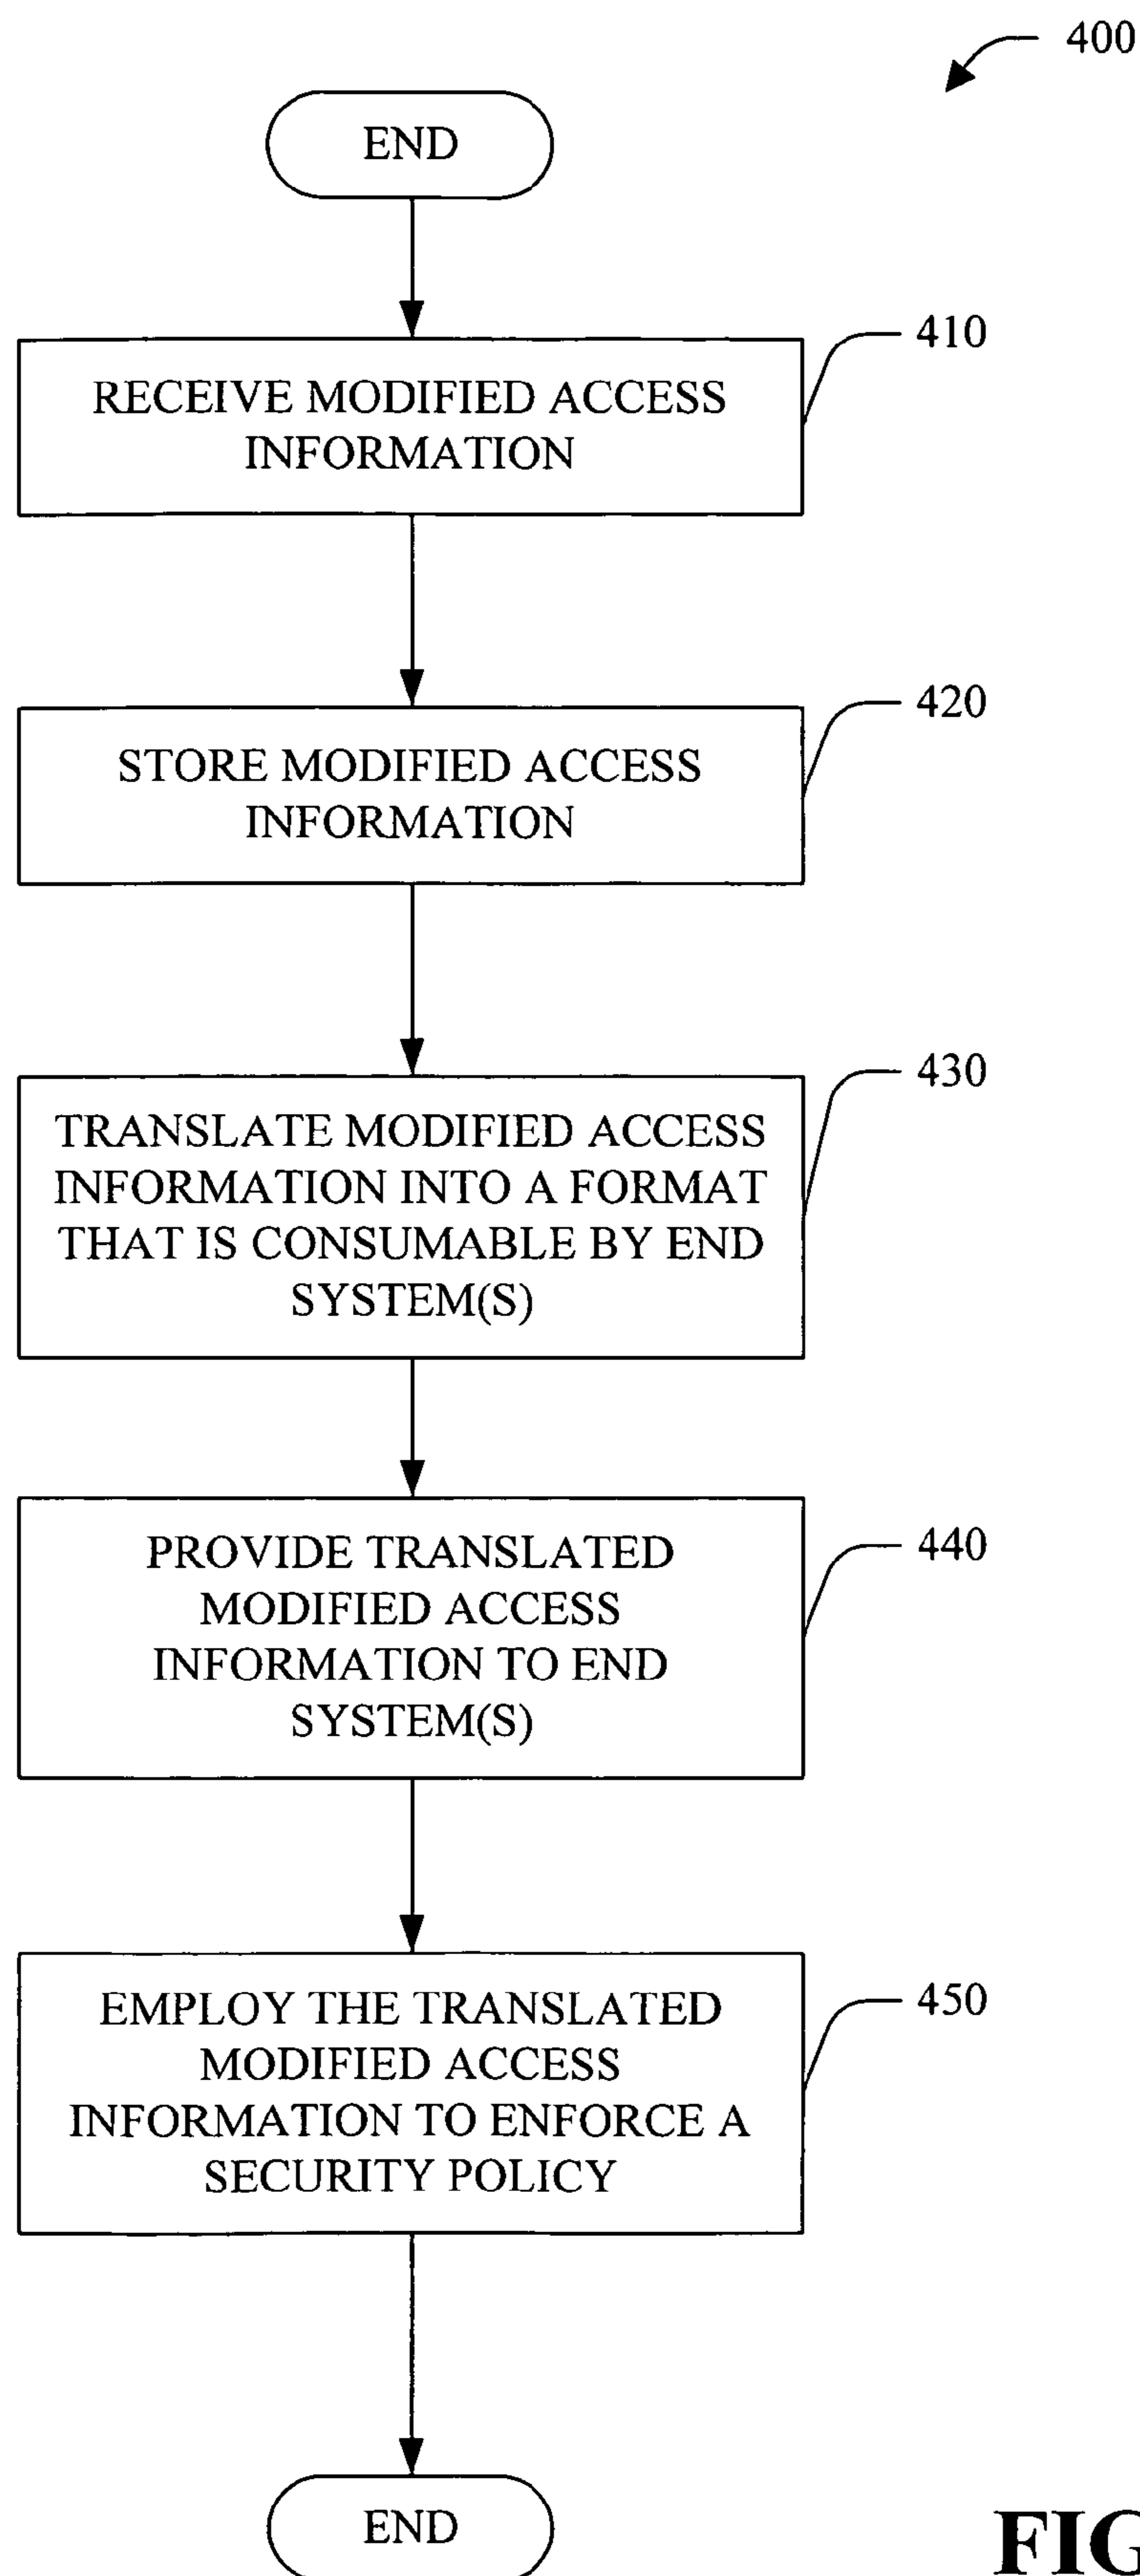 400
END
410
RECEIVE MODIFIED ACCESS
INFORMATION
420
STORE MODIFIED ACCESS
INFORMATION
430
TRANSLATE MODIFIED ACCESS
INFORMATION INTO A FORMAT
THAT IS CONSUMABLE BY END
SYSTEM(S)
440
PROVIDE TRANSLATED
MODIFIED ACCESS
INFORMATION TO END
SYSTEM(S)
450
EMPLOY THE TRANSLATED
MODIFIED ACCESS
INFORMATION TO ENFORCE A
SECURITY POLICY
END
FIG